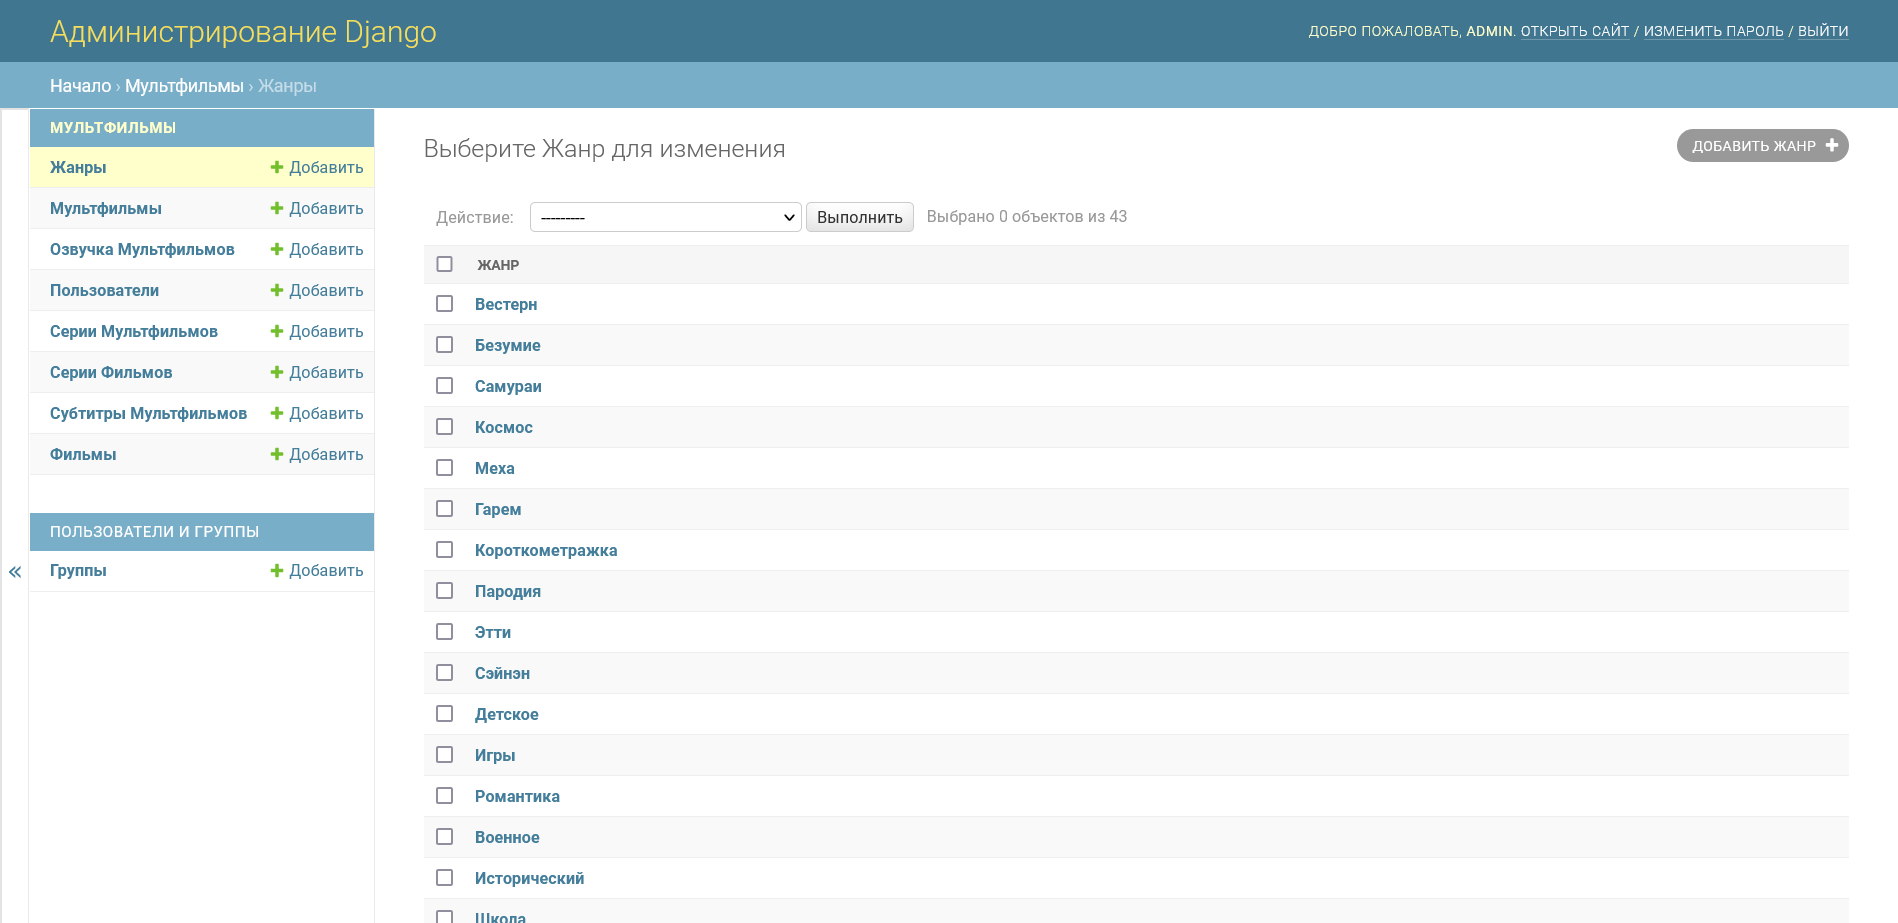 Администрирование Django
ДОБРО ПОЖАЛОВАТЬ, ADMIN. ОТКРЫТЬ САЙТ / ИЗМЕНИТЬ ПАРОЛЬ / ВЫЙТИ
Начало › Мультфильмы › Жанры
МУЛЬТФИЛЬМЫ
Жанры Добавить
Мультфильмы Добавить
Озвучка Мультфильмов Добавить
Пользователи Добавить
Серии Мультфильмов Добавить
Серии Фильмов Добавить
Субтитры Мультфильмов Добавить
Фильмы Добавить
ПОЛЬЗОВАТЕЛИ И ГРУППЫ
Группы Добавить
«
Выберите Жанр для изменения
ДОБАВИТЬ ЖАНР
Действие: --------- Выполнить Выбрано 0 объектов из 43
ЖАНР
Вестерн
Безумие
Самураи
Космос
Меха
Гарем
Короткометражка
Пародия
Этти
Сэйнэн
Детское
Игры
Романтика
Военное
Исторический
Школа